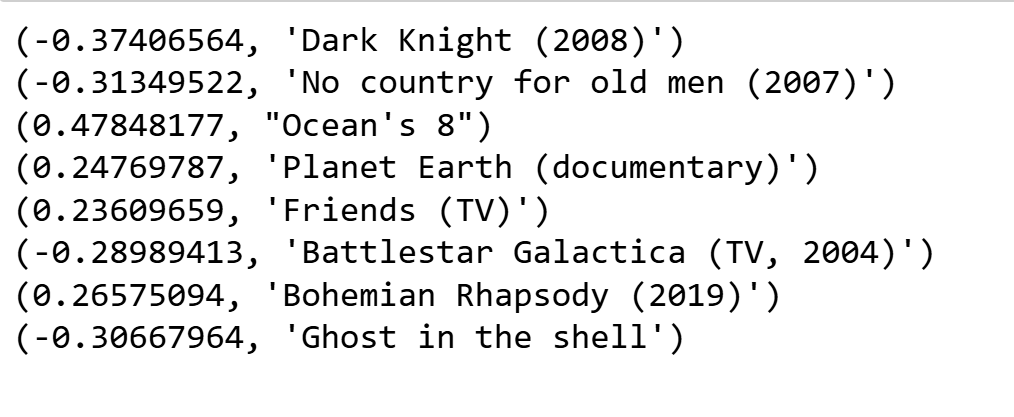 (-0.37406564, 'Dark Knight (2008)')
(-0.31349522, 'No country for old men (2007)')
(0.47848177, "Ocean's 8")
(0.24769787, 'Planet Earth (documentary)')
(0.23609659, 'Friends (TV)')
(-0.28989413, 'Battlestar Galactica (TV, 2004)')
(0.26575094, 'Bohemian Rhapsody (2019)')
(-0.30667964, 'Ghost in the shell')